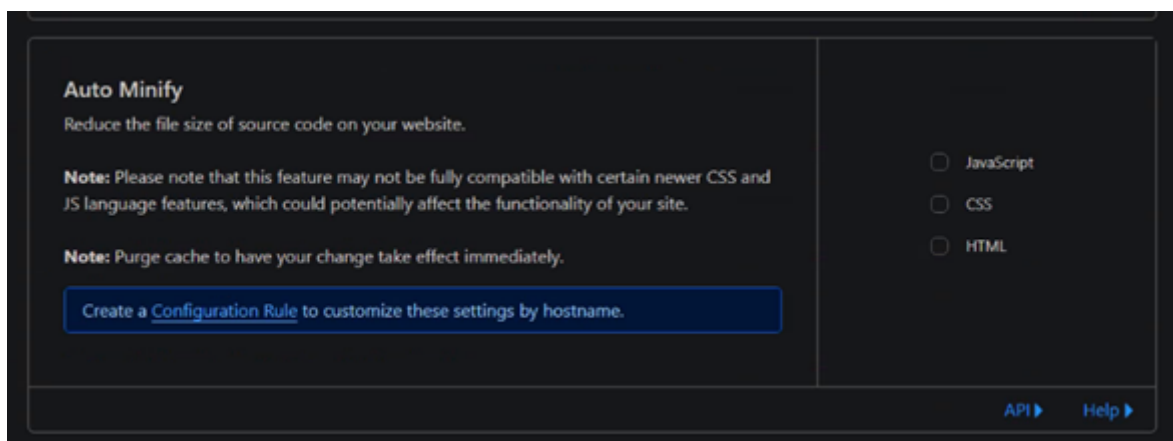 Auto Minify
Reduce the file size of source code on your website.
Note: Please note that this feature may not be fully compatible with certain newer CSS and
JS language features, which could potentially affect the functionality of your site.
Note: Purge cache to have your change take effect immediately.
Create a Configuration Rule to customize these settings by hostname.
JavaScript
CSS
HTML
API
Help